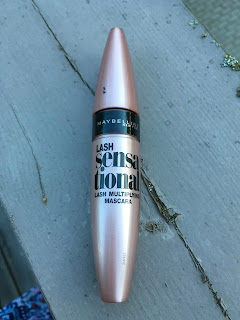 MAYBELLINE
LASH
sensa
tional
LASH MULTIPLYING
MASCARA